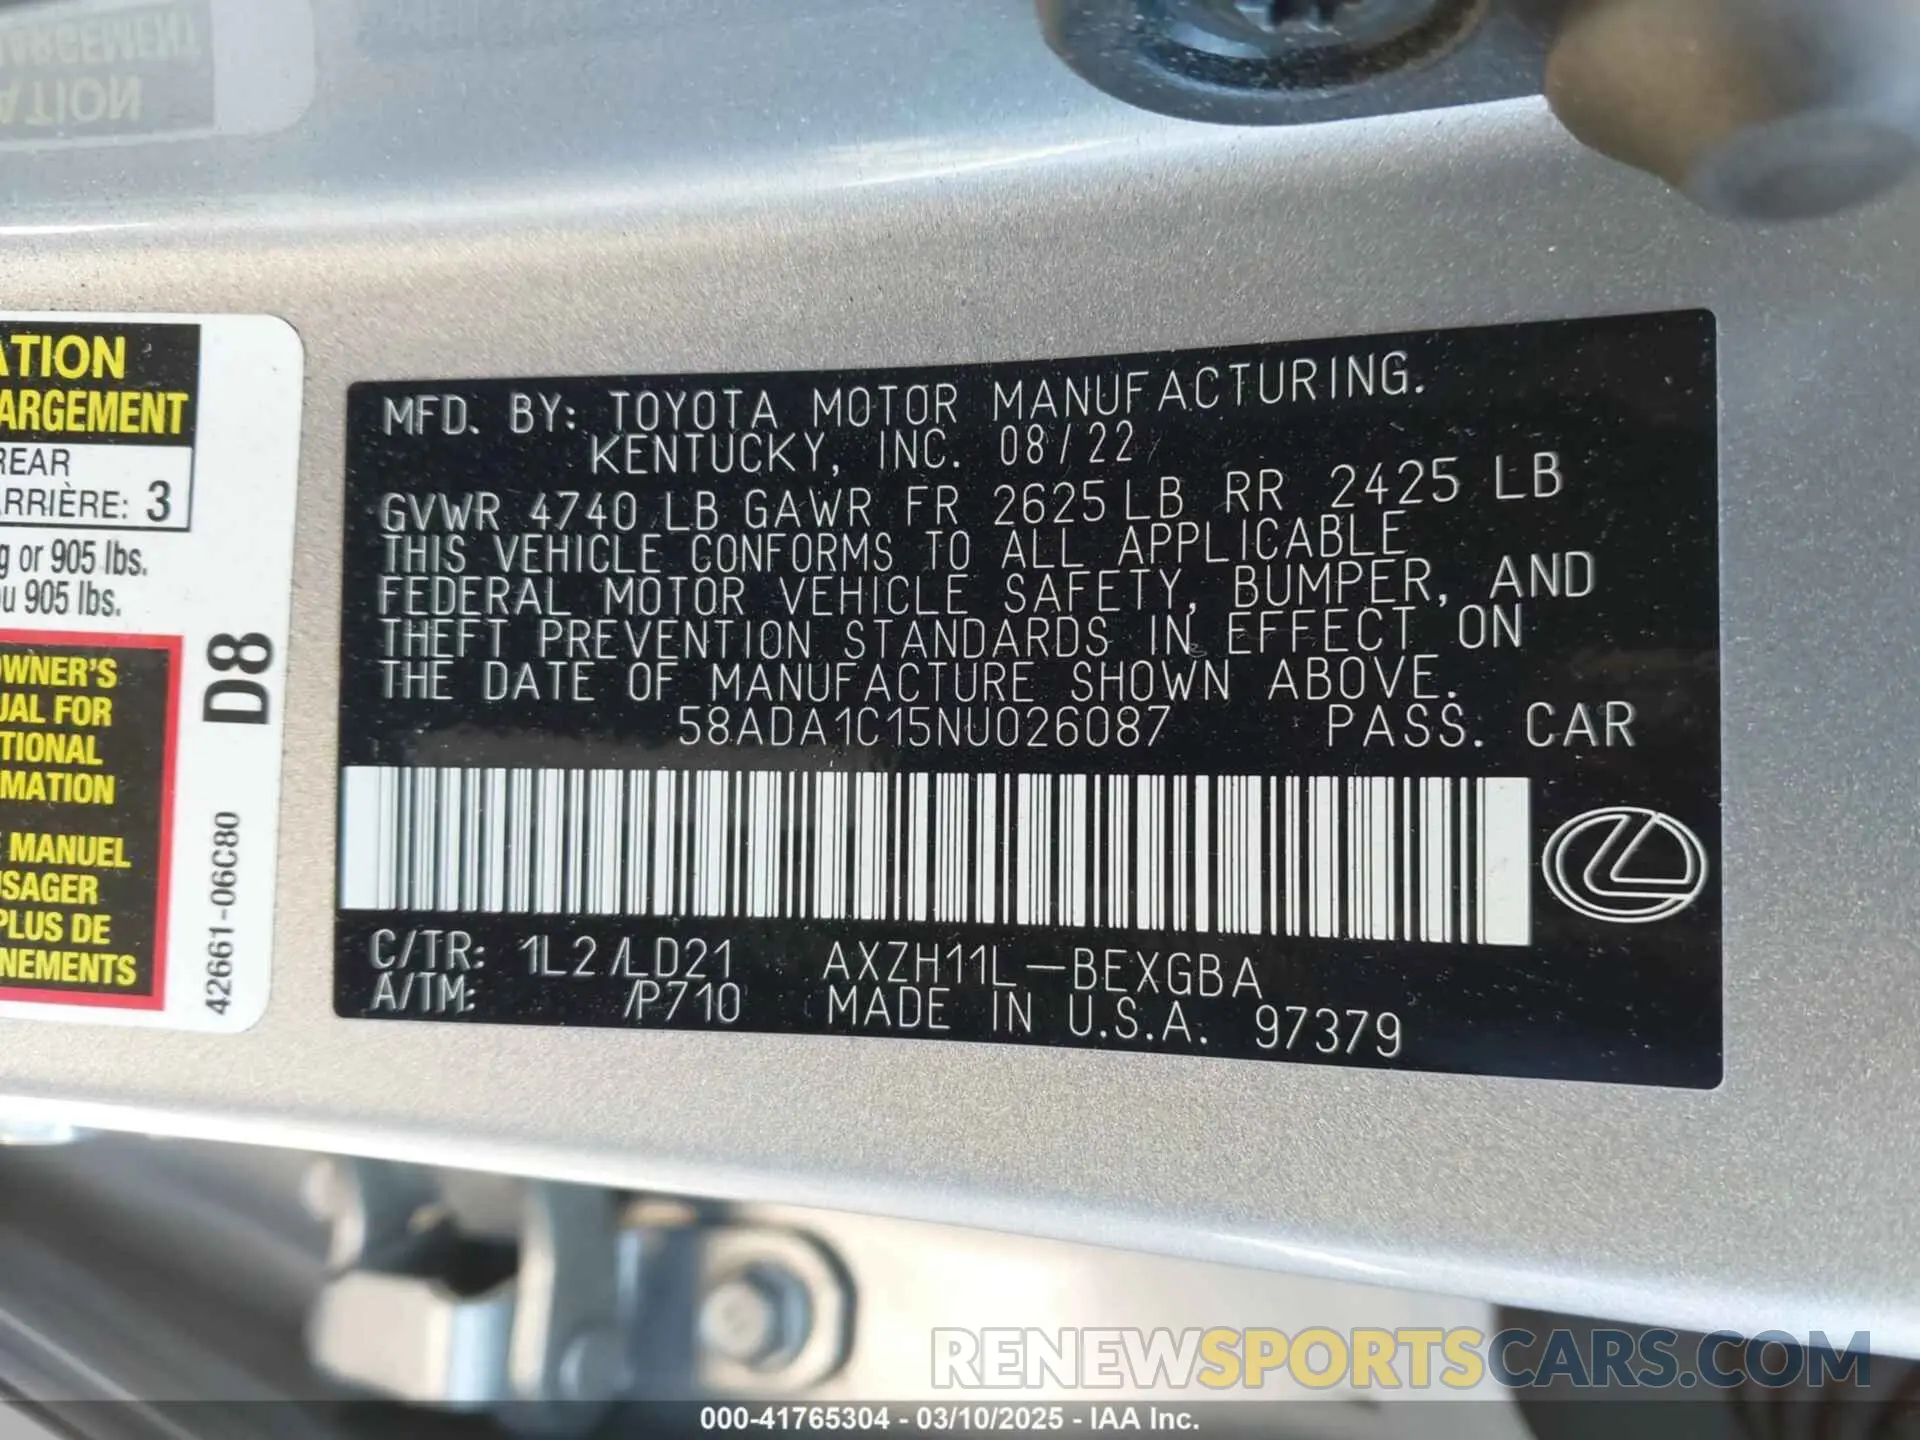 ARGEMENT
ATION
ATION
ARGEMENT
REAR
ARRIÈRE: 3
g or 905 lbs.
u 905 lbs.
OWNER'S
UAL FOR
TIONAL
MATION
E MANUEL
USAGER
PLUS DE
NEMENTS
D8
42661-06C80
MFD. BY: TOYOTA MOTOR MANUFACTURING.
KENTUCKY, INC. 08/22
GVWR 4740 LB GAWR FR 2625 LB RR 2425 LB
THIS VEHICLE CONFORMS TO ALL APPLICABLE
FEDERAL MOTOR VEHICLE SAFETY, BUMPER, AND
THEFT PREVENTION STANDARDS IN EFFECT ON
THE DATE OF MANUFACTURE SHOWN ABOVE.
58ADA1C15NU026087 PASS. CAR
C/TR: 1L2/LD21 AXZH11L-BEXGBA
A/TM: /P710 MADE IN U.S.A. 97379
RENEWSPORTSCARS.COM
000-41765304 - 03/10/2025 - IAA Inc.